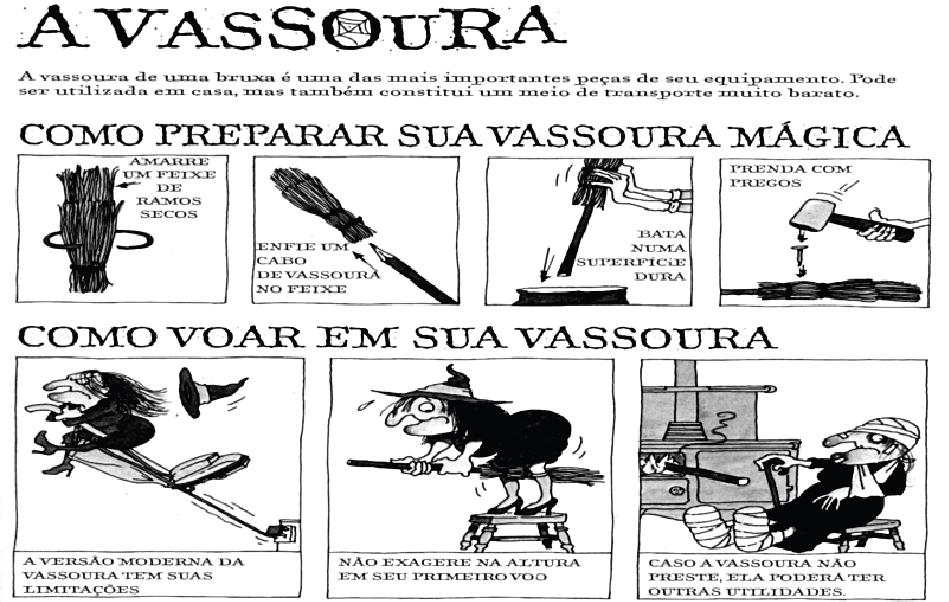 A VASSOURA
A vassoura de uma bruxa é uma das mais importantes peças de seu equipamento. Pode
ser utilizada em casa, mas também constitui um meio de transporte muito barato.
COMO PREPARAR SUA VASSOURA MÁGICA
AMARRE
UM FEIXE
DE
RAMOS
SECOS
ENFIE UM
CABO
DE VASSOURA
NO FEIXE
BATA
NUMA
SUPERFÍCIE
DURA
PRENDA COM
PREGOS
COMO VOAR EM SUA VASSOURA
A VERSÃO MODERNA DA
VASSOURA TEM SUAS
LIMITAÇÕES
NÃO EXAGERE NA ALTURA
EM SEU PRIMEIRO VOO
CASO A VASSOURA NÃO
PRESTE, ELA PODERÁ TER
OUTRAS UTILIDADES.